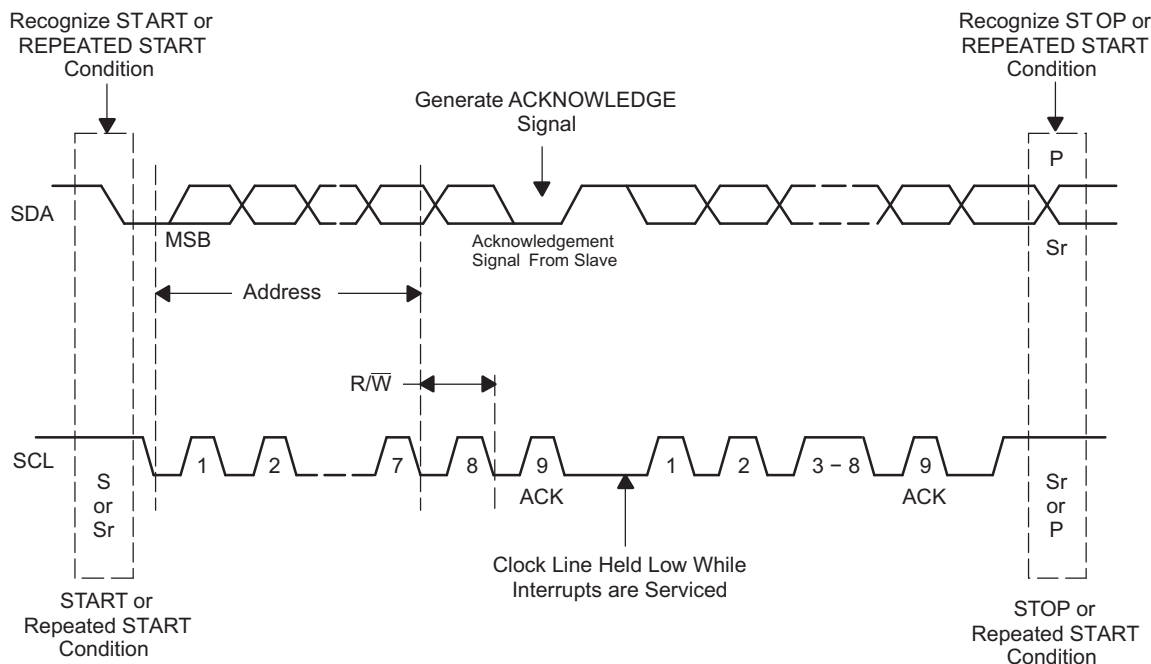 Recognize START or
REPEATED START
Condition
Recognize STOP or
REPEATED START
Condition
Generate ACKNOWLEDGE
Signal
P
SDA
MSB
Acknowledgement
Signal From Slave
Sr
Address
R/W̅
SCL
1
2
7
8
9
1
2
3 – 8
9
ACK
ACK
S
or
Sr
Sr
or
P
Clock Line Held Low While
Interrupts are Serviced
START or
Repeated START
Condition
STOP or
Repeated START
Condition